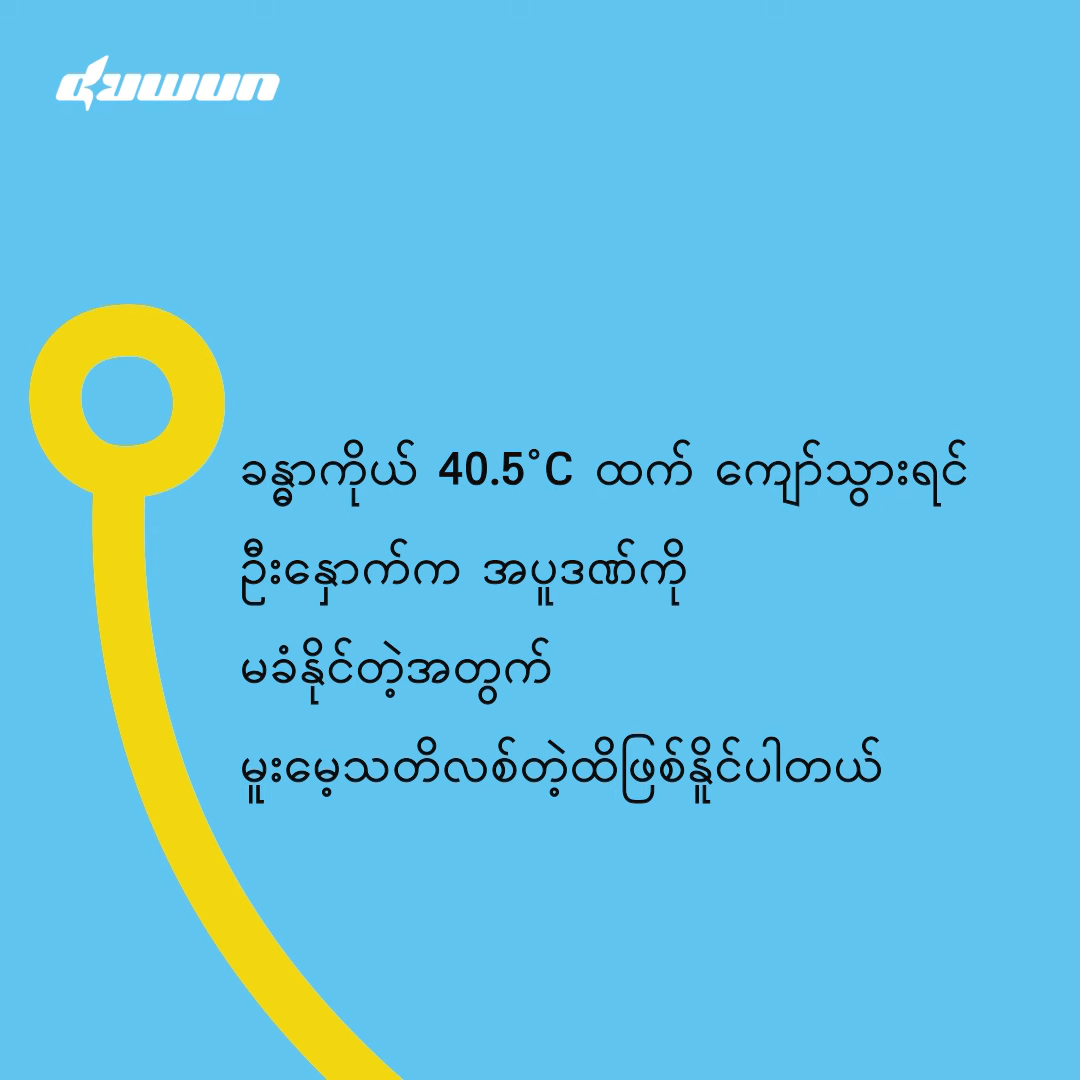 duwun
ခန္ဓာကိုယ် 40.5°C ထက် ကျော်သွားရင်
ဦးနှောက်က အပူဒဏ်ကို
မခံနိုင်တဲ့အတွက်
မူးမေ့သတိလစ်တဲ့ထိဖြစ်နိူင်ပါတယ်